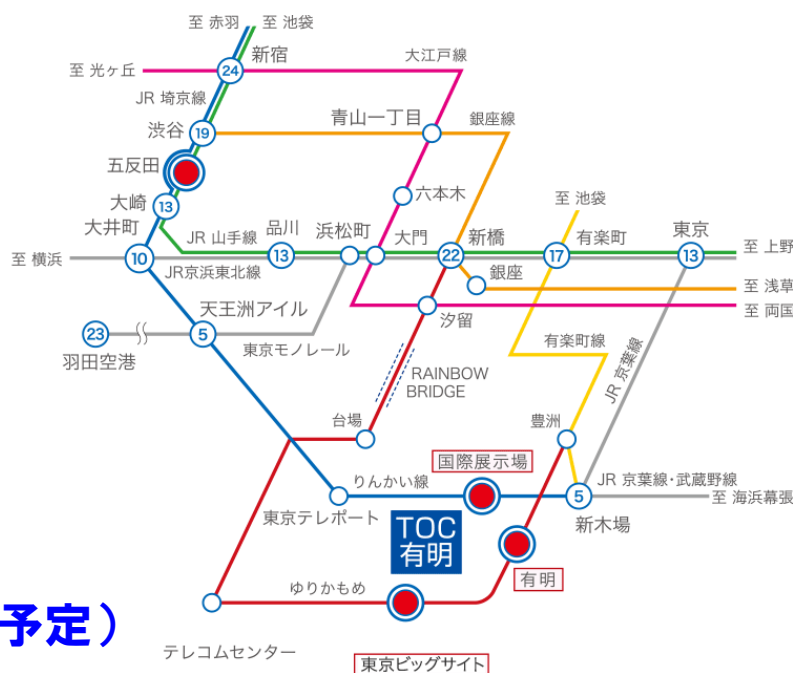 至 赤羽
至 池袋
新宿
24
至 光ヶ丘
大江戸線
JR 埼京線
渋谷
19
青山一丁目
銀座線
五反田
六本木
大崎
13
至 池袋
大井町
JR 山手線
品川
浜松町
大門
新橋
有楽町
東京
至 上野
至 横浜
10
JR京浜東北線
13
22
17
13
銀座
至 浅草
天王洲アイル
汐留
至 両国
23
5
羽田空港
東京モノレール
有楽町線
JR 京葉線
RAINBOW
BRIDGE
台場
豊洲
国際展示場
りんかい線
JR 京葉線・武蔵野線
5
至 海浜幕張
東京テレポート
新木場
TOC
有明
有明
ゆりかもめ
予定）
テレコムセンター
東京ビッグサイト